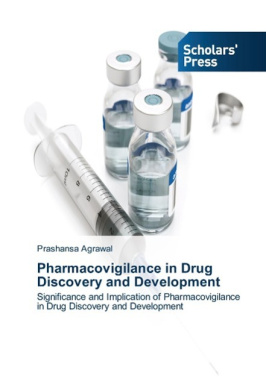 Scholars'
Press
Prashansa Agrawal
Pharmacovigilance in Drug
Discovery and Development
Significance and Implication of Pharmacovigilance
in Drug Discovery and Development